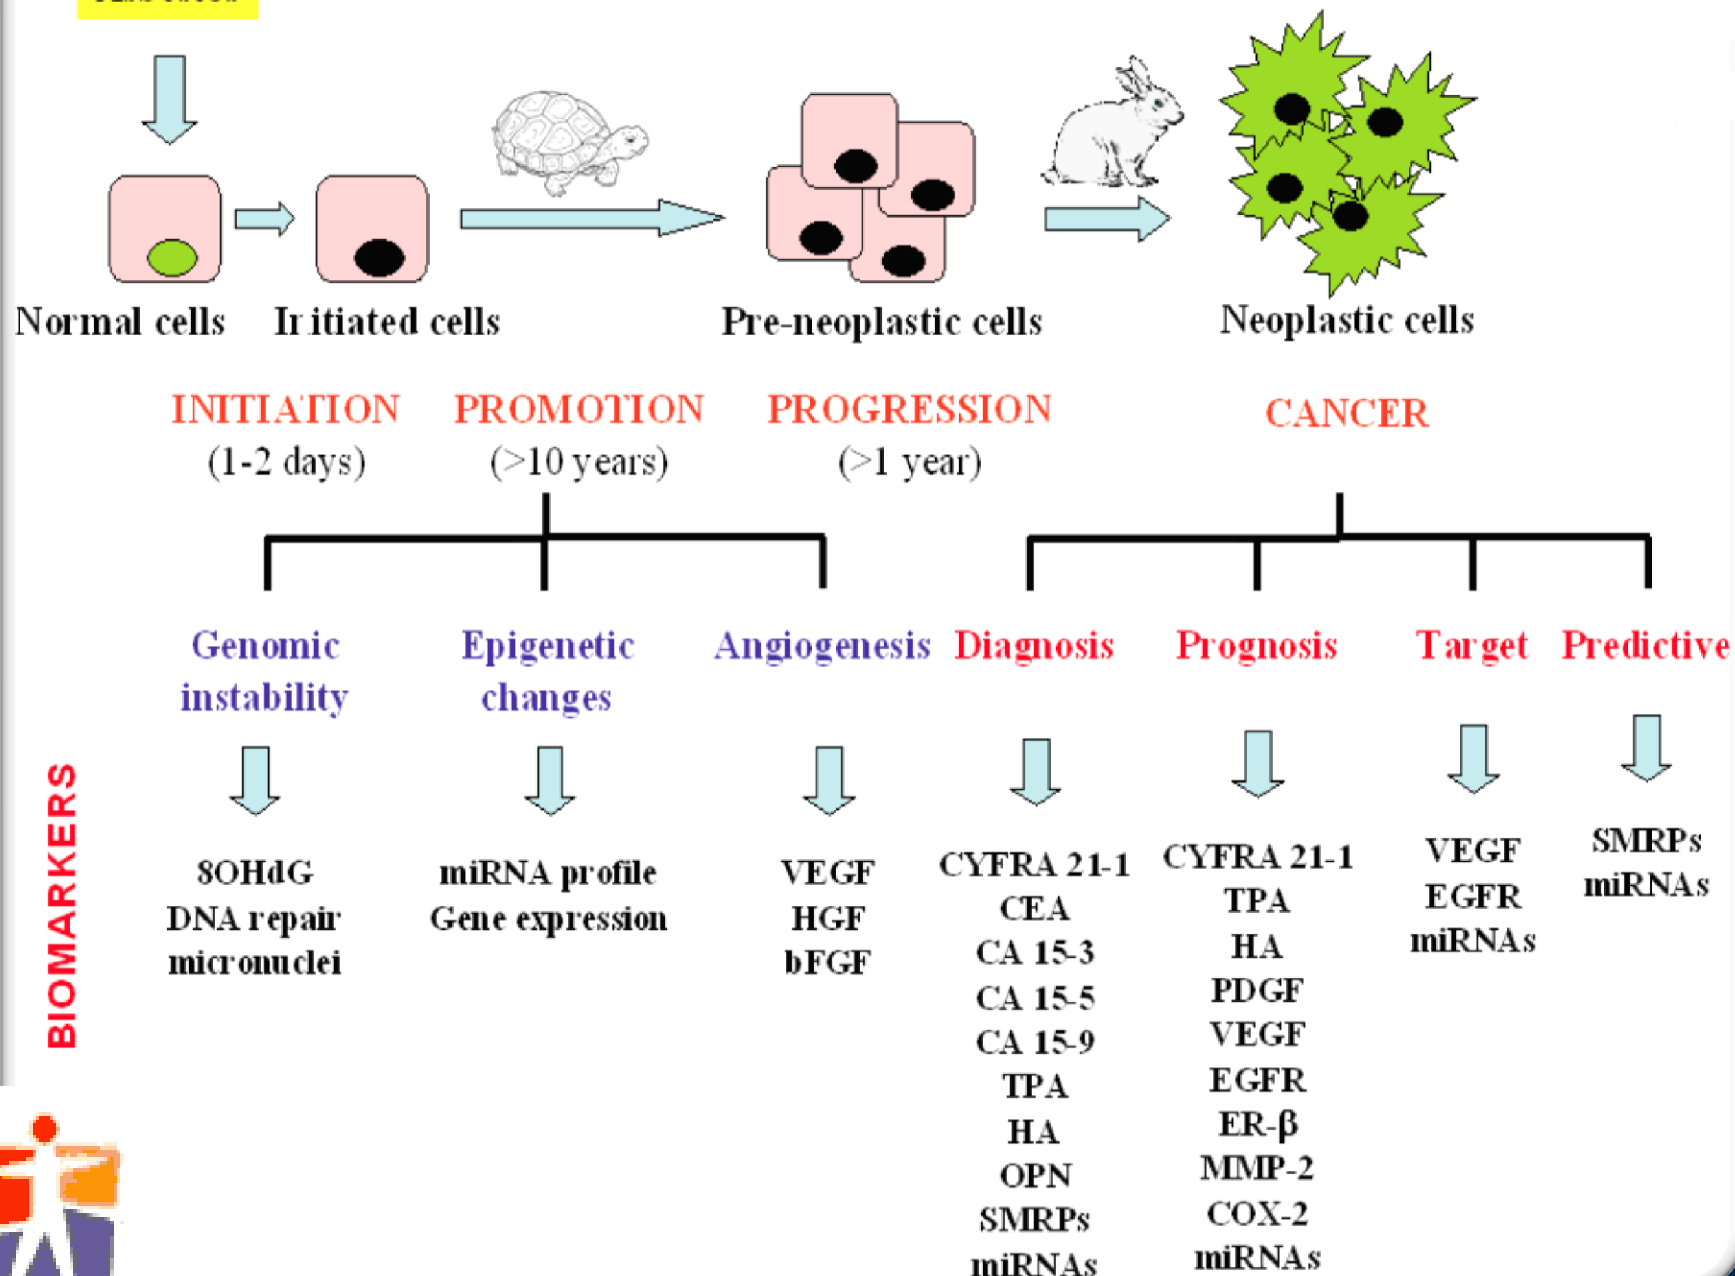 Normal cells
Initiated cells
Pre-neoplastic cells
Neoplastic cells
INITIATION
(1-2 days)
PROMOTION
(>10 years)
PROGRESSION
(>1 year)
CANCER
Genomic
instability
Epigenetic
changes
Angiogenesis
Diagnosis
Prognosis
Target
Predictive
BIOMARKERS
8OHdG
DNA repair
micronuclei
miRNA profile
Gene expression
VEGF
HGF
bFGF
CYFRA 21-1
CEA
CA 15-3
CA 15-5
CA 15-9
TPA
HA
OPN
SMRPs
miRNAs
CYFRA 21-1
TPA
HA
PDGF
VEGF
EGFR
ER-β
MMP-2
COX-2
miRNAs
VEGF
EGFR
miRNAs
SMRPs
miRNAs